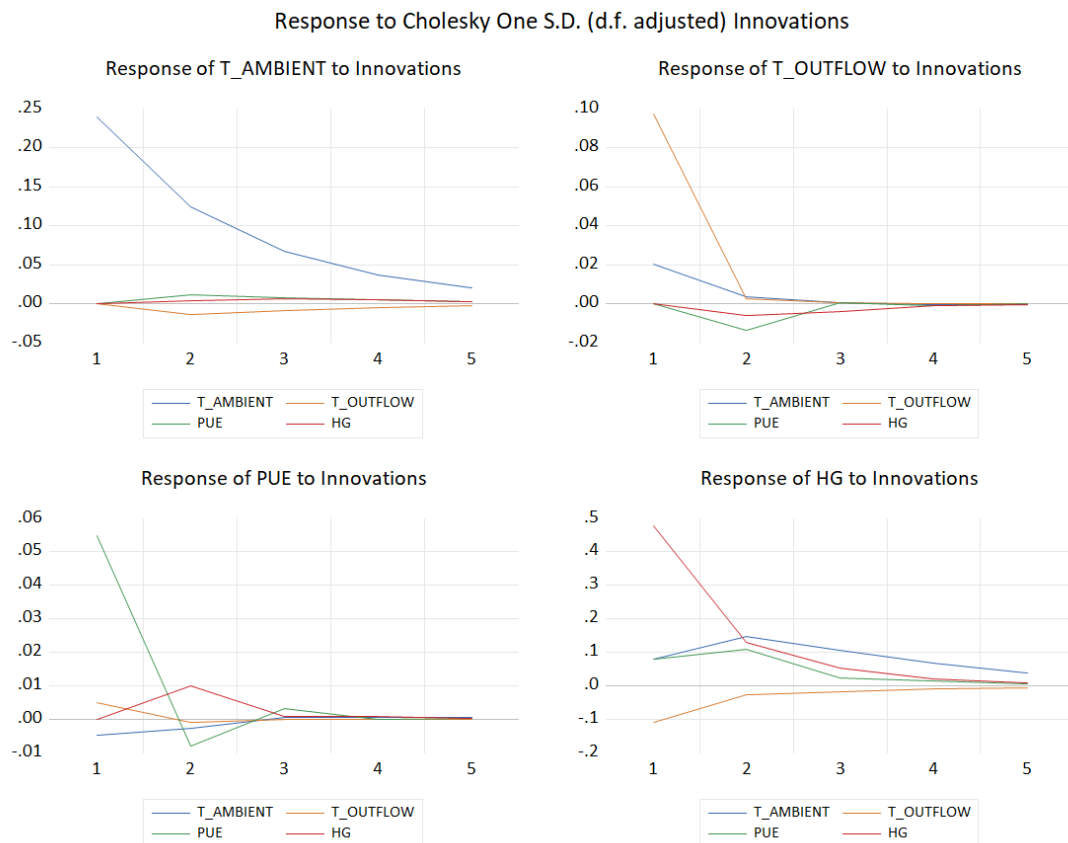 Response to Cholesky One S.D. (d.f. adjusted) Innovations
Response of T_AMBIENT to Innovations
.25
.20
.15
.10
.05
.00
-.05
1 2 3 4 5
T_AMBIENT T_OUTFLOW
PUE HG
Response of T_OUTFLOW to Innovations
.10
.08
.06
.04
.02
.00
-.02
1 2 3 4 5
T_AMBIENT T_OUTFLOW
PUE HG
Response of PUE to Innovations
.06
.05
.04
.03
.02
.01
.00
-.01
1 2 3 4 5
T_AMBIENT T_OUTFLOW
PUE HG
Response of HG to Innovations
.5
.4
.3
.2
.1
.0
-.1
-.2
1 2 3 4 5
T_AMBIENT T_OUTFLOW
PUE HG